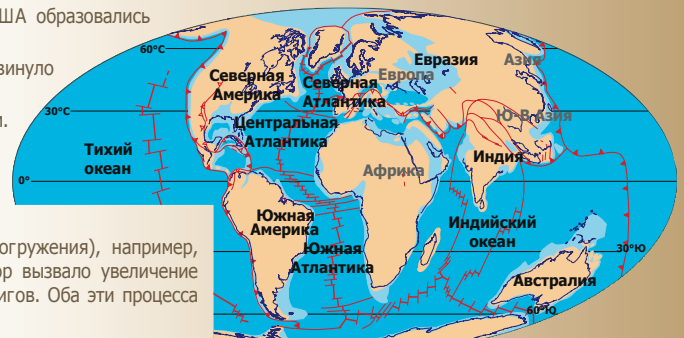 США образовались
винуло
и.
огружения), например,
ор вызвало увеличение
игов. Оба эти процесса
60°С
30°С
0°
30°Ю
60°Ю
Северная
Америка
Северная
Атлантика
Центральная
Атлантика
Евразия
Европа
Азия
Ю-В Азия
Индия
Африка
Тихий
океан
Южная
Америка
Южная
Атлантика
Индийский
океан
Австралия